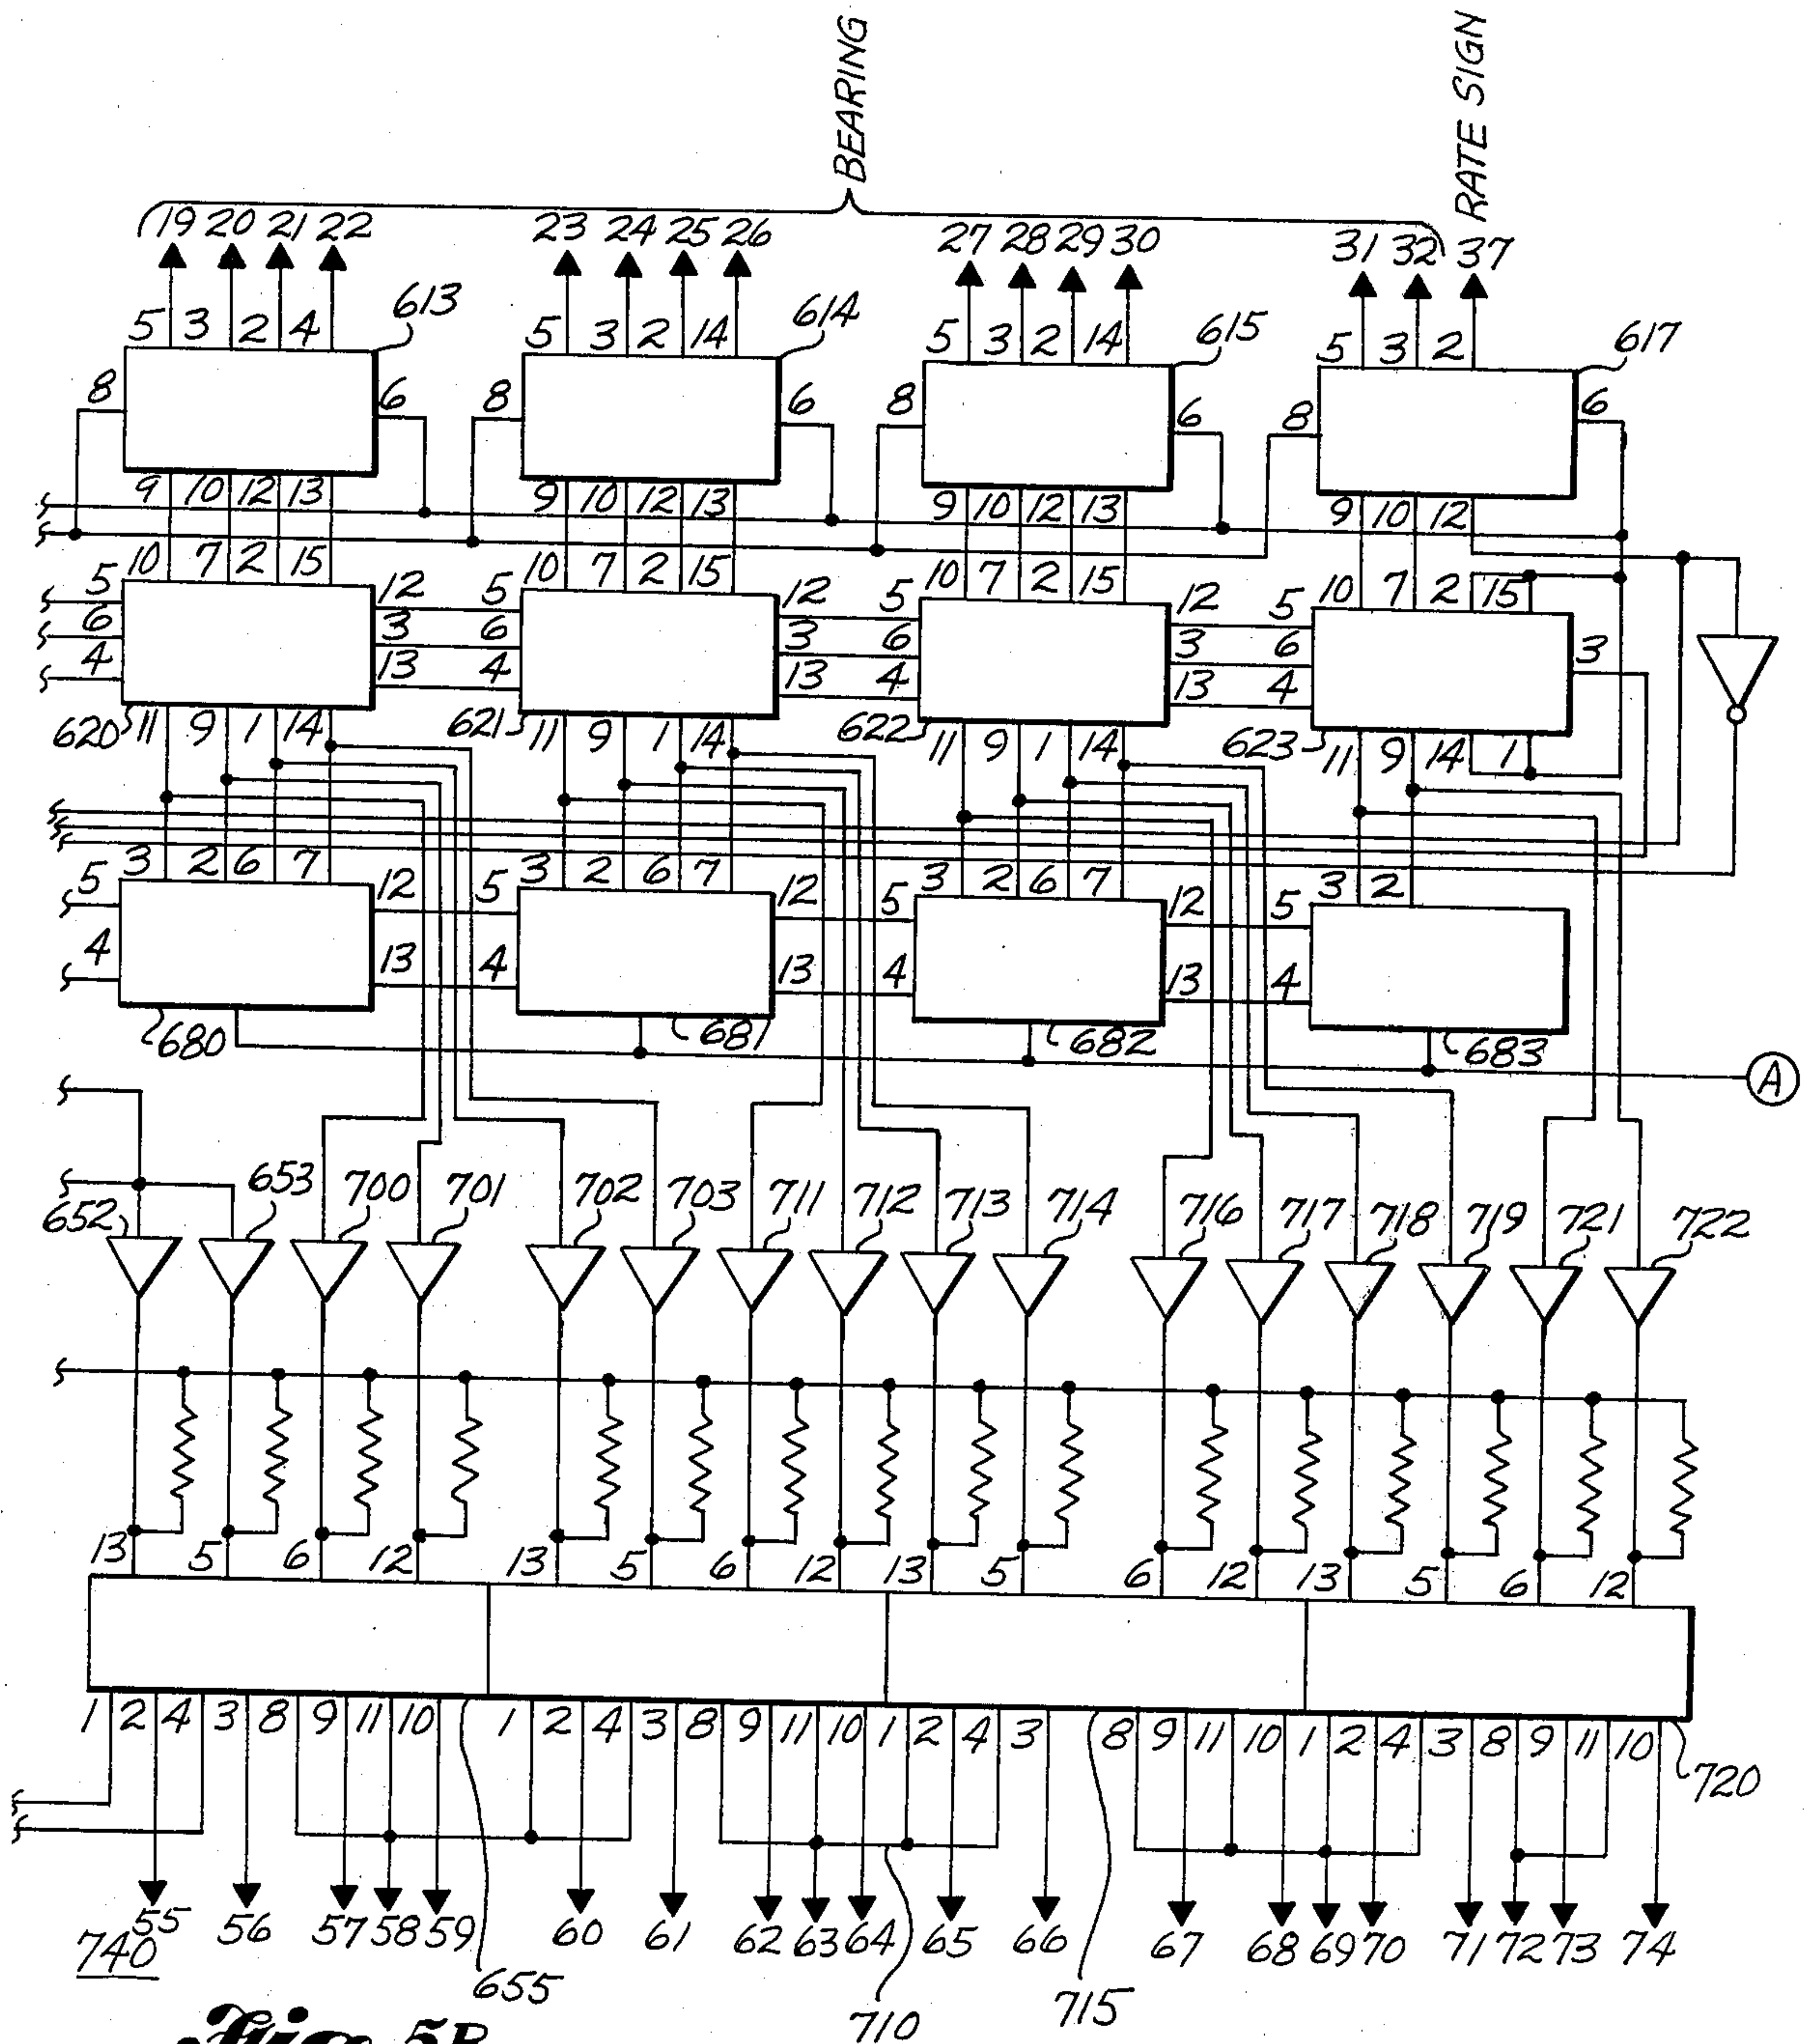 BEARING
RATE SIGN
19 20 21 22 23 24 25 26 27 28 29 30 31 32 37
5 3 2 4 613 5 3 2 14 614 5 3 2 14 615 5 3 2 617
8 6 8 6 8 6 8 6
9 10 12 13 9 10 12 13 9 10 12 13 9 10 12
10 7 2 15 10 7 2 15 10 7 2 15 10 7 2 15
5 12 5 12 5 12 5
6 3 6 3 6 3 6 3
4 13 4 13 4 13 4
620 11 9 1 14 621 11 9 1 14 622 11 9 1 14 623 11 9 14 1
3 2 6 7 3 2 6 7 3 2 6 7 3 2
5 12 5 12 5 12 5
4 13 4 13 4 13 4
680 681 682 683
A
652 653 700 701 702 703 711 712 713 714 716 717 718 719 721 722
13 5 6 12 13 5 6 12 13 5 6 12 13 5 6 12
1 2 4 3 8 9 11 10 1 2 4 3 8 9 11 10 1 2 4 3 8 9 11 10 1 2 4 3 8 9 11 10
720
55 56 57 58 59 60 61 62 63 64 65 66 67 68 69 70 71 72 73 74
740
655 710 715
Fig. 5B